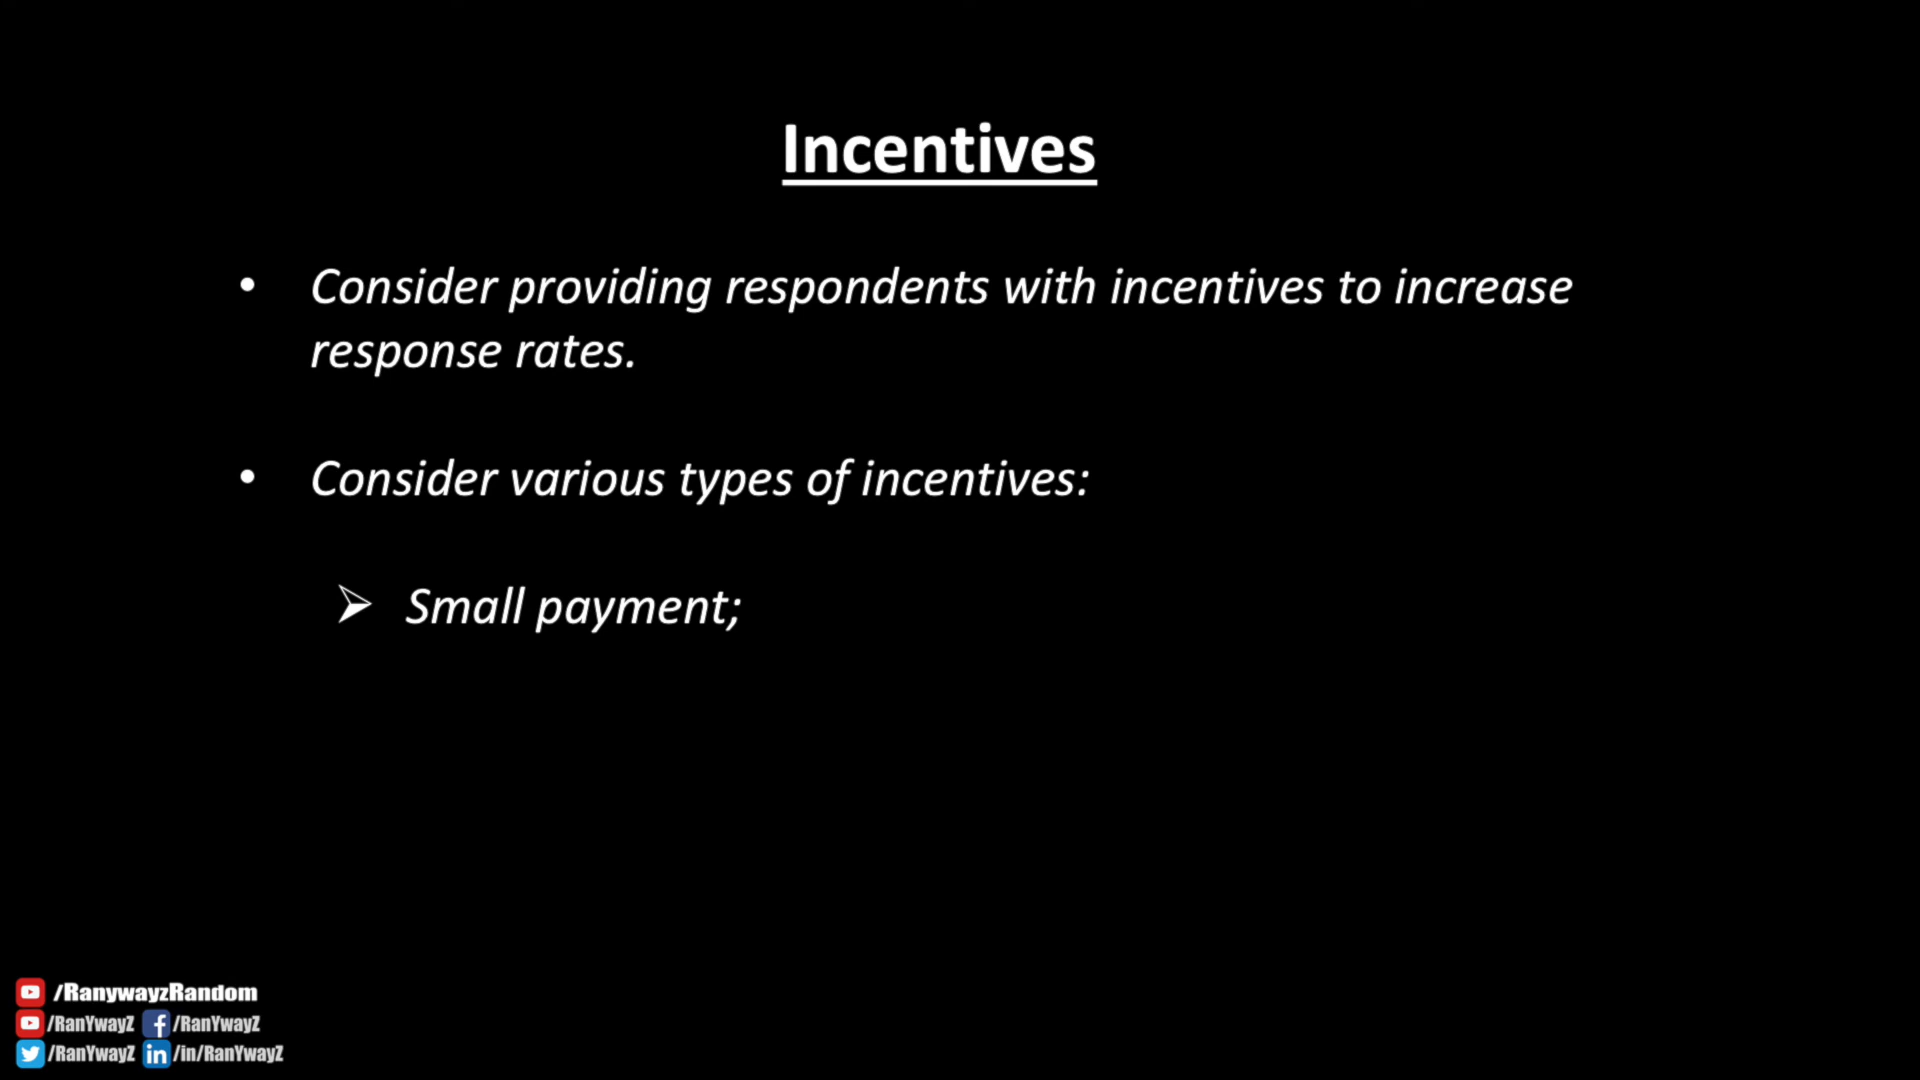 Incentives
• Consider providing respondents with incentives to increase
response rates.
• Consider various types of incentives:
➢ Small payment;
/RanywayzRandom
/RanYwayZ /RanYwayZ
/RanYwayZ /in/RanYwayZ